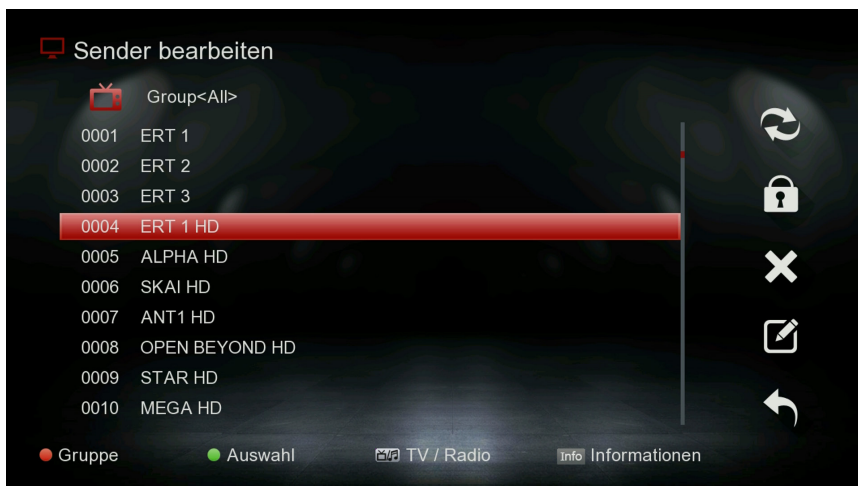 Sender bearbeiten
Group<All>
0001 ERT 1
0002 ERT 2
0003 ERT 3
0004 ERT 1 HD
0005 ALPHA HD
0006 SKAI HD
0007 ANT1 HD
0008 OPEN BEYOND HD
0009 STAR HD
0010 MEGA HD
Gruppe Auswahl TV / Radio Info Informationen